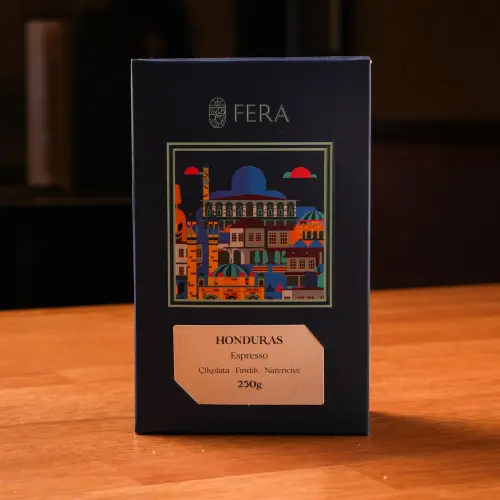 FERA
HONDURAS
Espresso
Çikolata - Fındık - Narenciye
250g